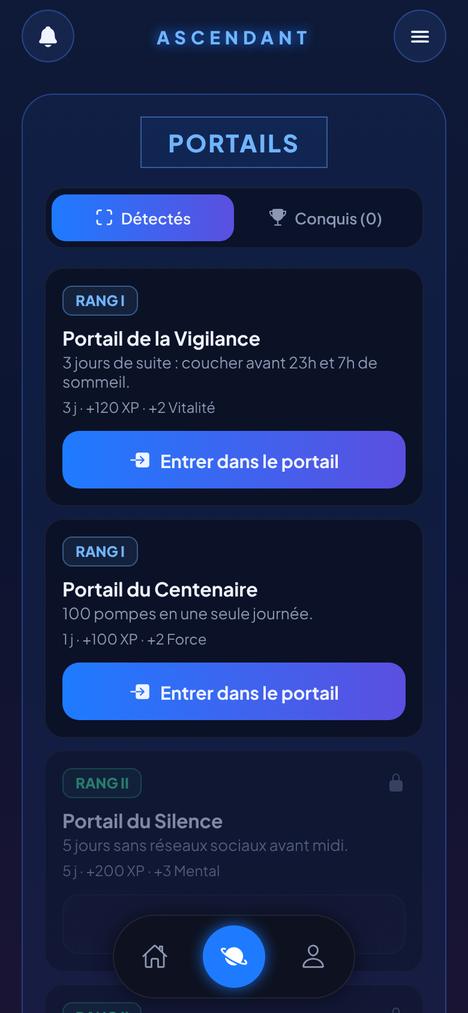 ASCENDANT
PORTAILS
Détectés
Conquis (0)
RANG I
Portail de la Vigilance
3 jours de suite : coucher avant 23h et 7h de
sommeil.
3 j · +120 XP · +2 Vitalité
Entrer dans le portail
RANG I
Portail du Centenaire
100 pompes en une seule journée.
1 j · +100 XP · +2 Force
Entrer dans le portail
RANG II
Portail du Silence
5 jours sans réseaux sociaux avant midi.
5 j · +200 XP · +3 Mental
RANG II